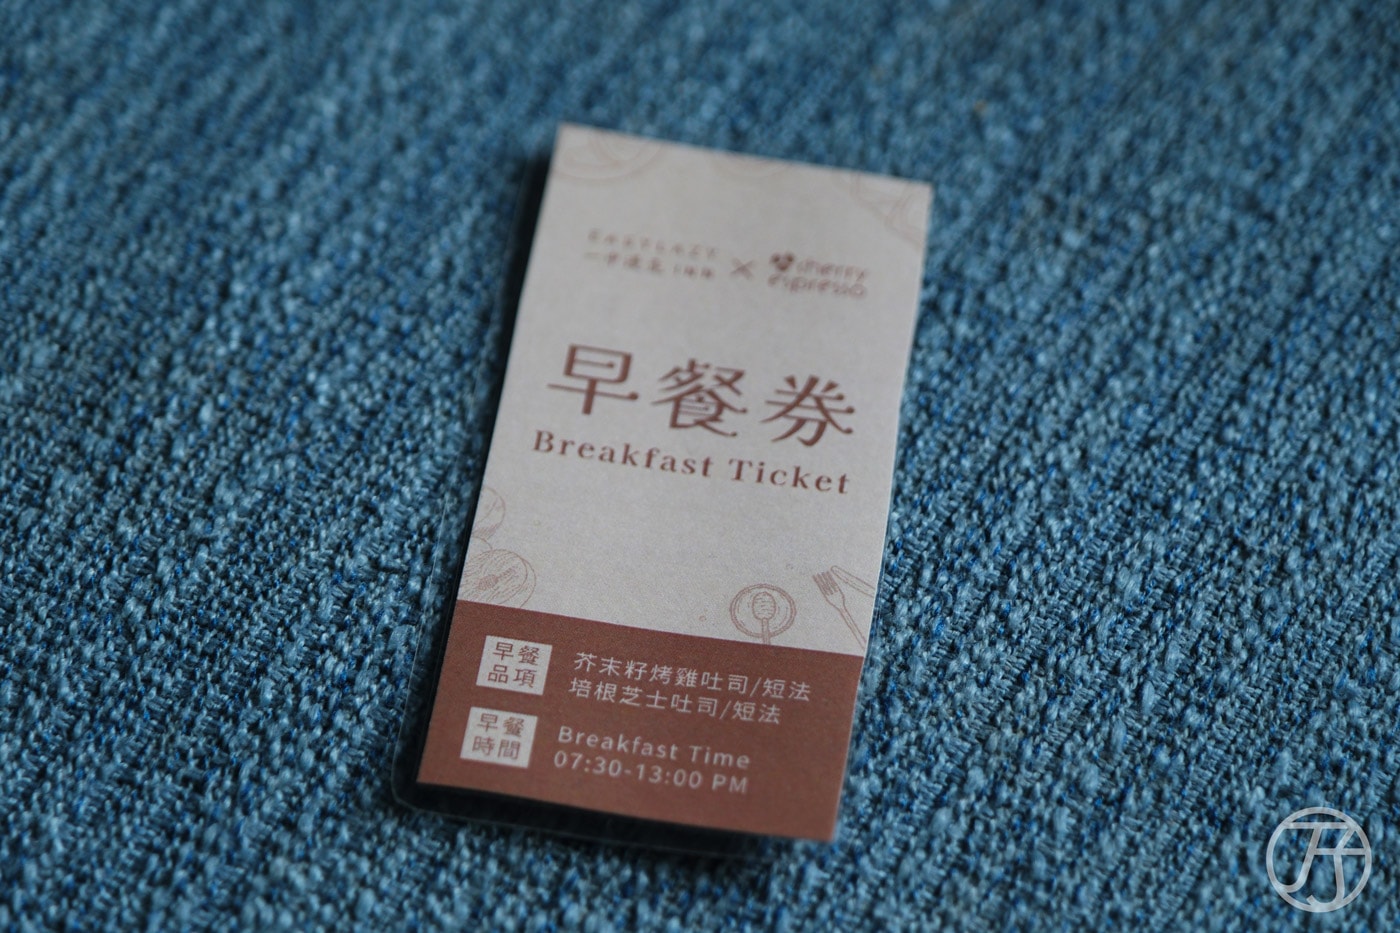 EASTLAZY
INN × cherry
espresso
早餐券
Breakfast Ticket
早餐
品項
芥末籽烤雞吐司/短法
培根芝士吐司/短法
早餐
時間
Breakfast Time
07:30-13:00 PM